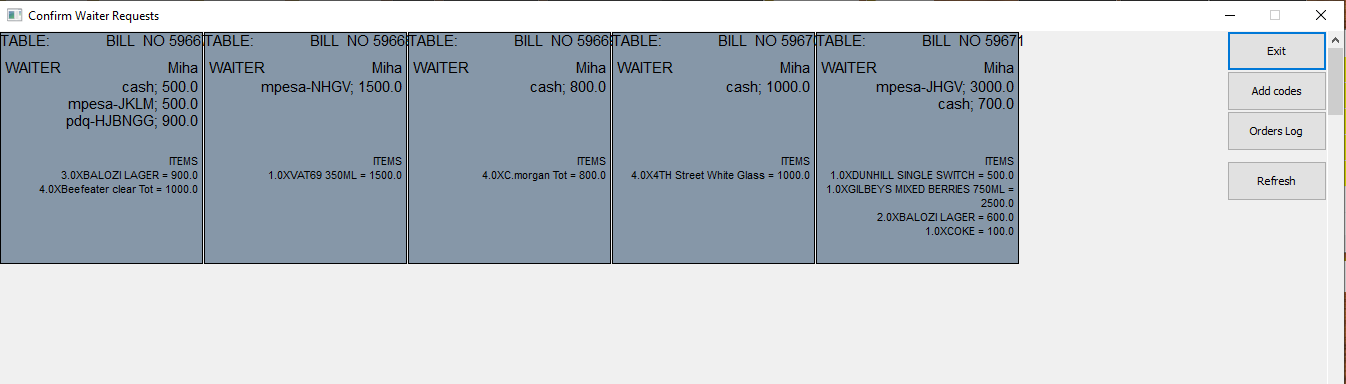 Confirm Waiter Requests
TABLE: BILL NO 5966
WAITER Miha
cash; 500.0
mpesa-JKLM; 500.0
pdq-HJBNGG; 900.0
ITEMS
3.0XBALOZI LAGER = 900.0
4.0XBeefeater clear Tot = 1000.0
TABLE: BILL NO 5966
WAITER Miha
mpesa-NHGV; 1500.0
ITEMS
1.0XVAT69 350ML = 1500.0
TABLE: BILL NO 5966
WAITER Miha
cash; 800.0
ITEMS
4.0XC.morgan Tot = 800.0
TABLE: BILL NO 5967
WAITER Miha
cash; 1000.0
ITEMS
4.0X4TH Street White Glass = 1000.0
TABLE: BILL NO 59671
WAITER Miha
mpesa-JHGV; 3000.0
cash; 700.0
ITEMS
1.0XDUNHILL SINGLE SWITCH = 500.0
1.0XGILBEYS MIXED BERRIES 750ML =
2500.0
2.0XBALOZI LAGER = 600.0
1.0XCOKE = 100.0
Exit
Add codes
Orders Log
Refresh